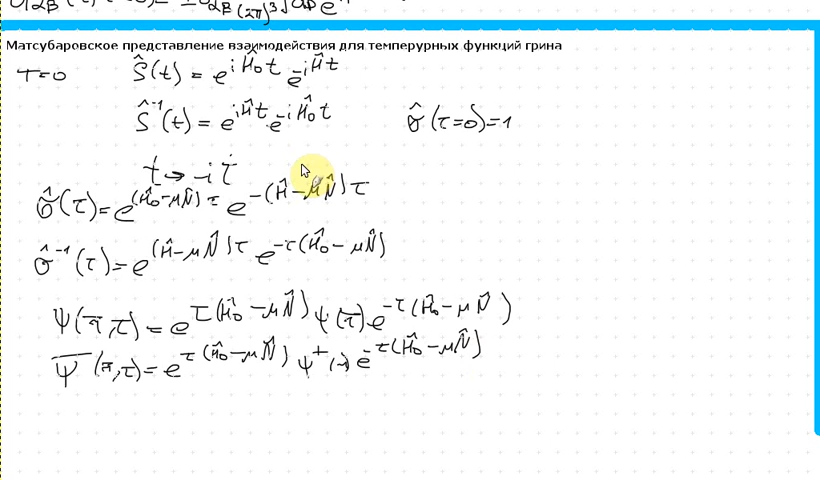 Матсубаровское представление взаимодействия для темперурных функций грина
T=0 Ŝ(t) = e^{iĤ₀t} e^{-iĤt}
Ŝ⁻¹(t) = e^{iĤt} · e^{-iĤ₀t} σ̂(τ=0)=1
t → -iτ
σ̂(τ) = e^{(Ĥ₀-μN̂)τ} e^{-(Ĥ-μN̂)τ}
σ̂⁻¹(τ) = e^{(Ĥ-μN̂)τ} e^{-τ(Ĥ₀-μN̂)}
Ψ(r,τ) = e^{τ(Ĥ₀-μN̂)} ψ(r) e^{-τ(Ĥ₀-μN̂)}
Ψ̅(r,τ) = e^{τ(Ĥ₀-μN̂)} ψ⁺(r) e^{-τ(Ĥ₀-μN̂)}